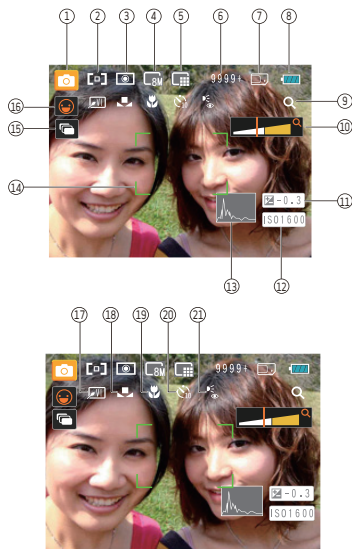 ① ② ③ ④ ⑤ ⑥ ⑦ ⑧
8M 9999+
⑯ ⑨
10
⑮ ⑩
⑭
-0.3 ⑪
ISO1600
⑬ ⑫
⑰ ⑱ ⑲ ⑳ ㉑
8M 9999+
10
-0.3
ISO1600